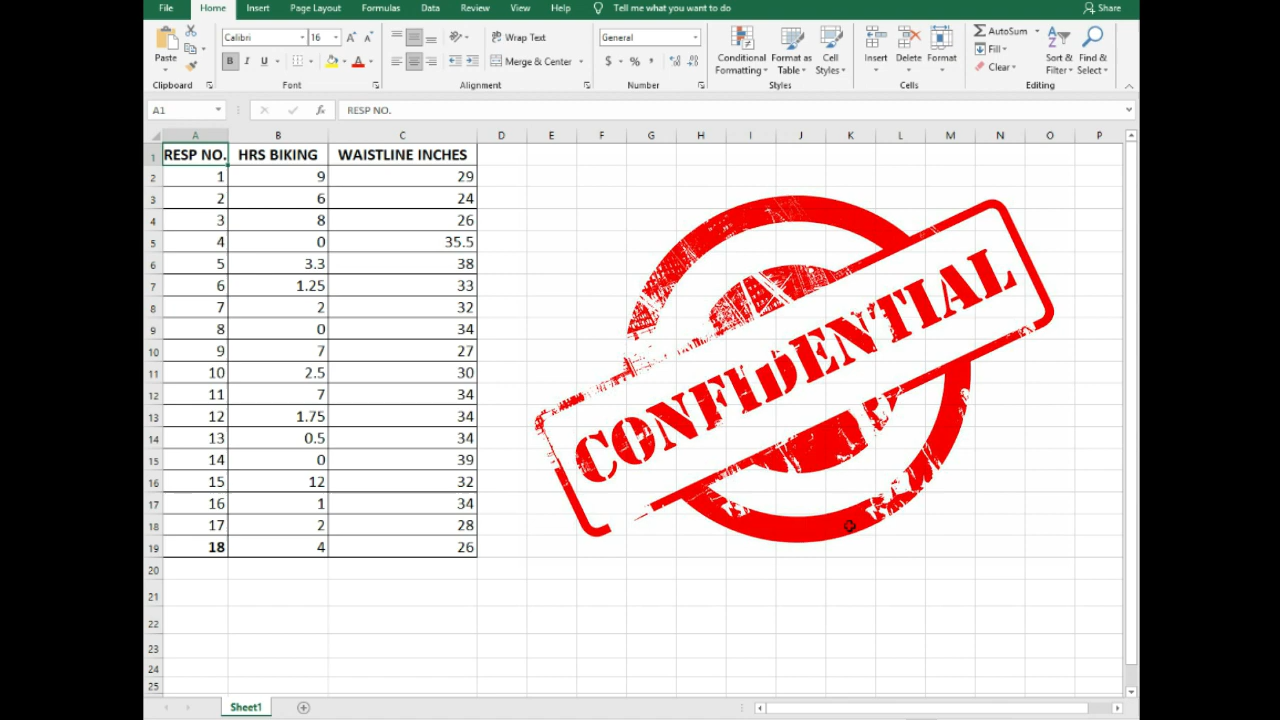 File Home Insert Page Layout Formulas Data Review View Help Tell me what you want to do Share
Calibri 16 Wrap Text General AutoSum
Fill
Paste B I U A Merge & Center $ % , Conditional Formatting Format as Table Cell Styles Insert Delete Format Clear Sort & Filter Find & Select
Clipboard Font Alignment Number Styles Cells Editing
A1 fx RESP NO.
A B C D E F G H I J K L M N O P
1 RESP NO. HRS BIKING WAISTLINE INCHES
2 1 9 29
3 2 6 24
4 3 8 26
5 4 0 35.5
6 5 3.3 38
7 6 1.25 33
8 7 2 32
9 8 0 34
10 9 7 27
11 10 2.5 30
12 11 7 34
13 12 1.75 34
14 13 0.5 34
15 14 0 39
16 15 12 32
17 16 1 34
18 17 2 28
19 18 4 26
20
21
22
23
24
25
CONFIDENTIAL
Sheet1